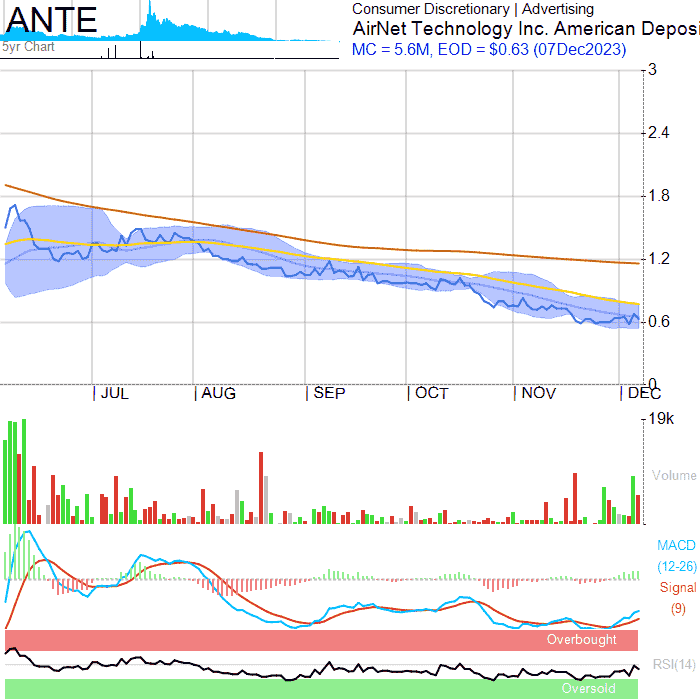 ANTE
5yr Chart
Consumer Discretionary | Advertising
AirNet Technology Inc. American Deposi
MC = 5.6M, EOD = $0.63 (07Dec2023)
3
2.4
1.8
1.2
0.6
0
JUL
AUG
SEP
OCT
NOV
DEC
19k
Volume
MACD
(12-26)
Signal
(9)
Overbought
RSI(14)
Oversold